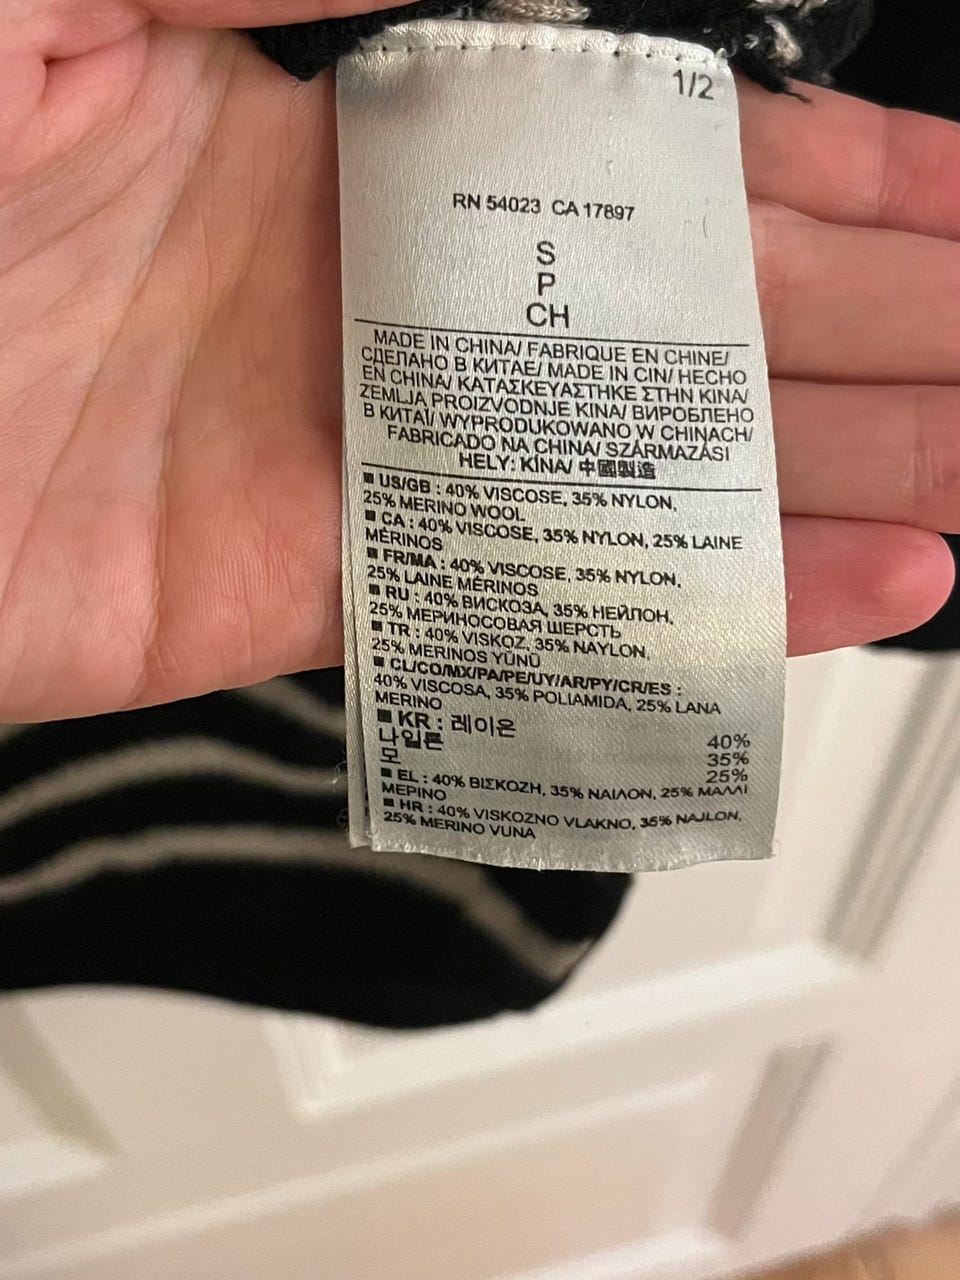 1/2
RN 54023 CA 17897
S
P
CH
MADE IN CHINA/ FABRIQUE EN CHINE/
СДЕЛАНО В КИТАЕ/ MADE IN CIN/ HECHO
EN CHINA/ ΚΑΤΑΣΚΕΥΑΣΤΗΚΕ ΣΤΗΝ ΚΙΝΑ/
ZEMLJA PROIZVODNJE KINA/ ВИРОБЛЕНО
В КИТАЇ/ WYPRODUKOWANO W CHINACH/
FABRICADO NA CHINA/ SZÁRMAZÁSI
HELY: KÍNA/ 中國製造
■ US/GB : 40% VISCOSE, 35% NYLON,
25% MERINO WOOL
■ CA : 40% VISCOSE, 35% NYLON, 25% LAINE
MÉRINOS
■ FR/MA : 40% VISCOSE, 35% NYLON,
25% LAINE MÉRINOS
■ RU : 40% ВИСКОЗА, 35% НЕЙЛОН,
25% МЕРИНОСОВАЯ ШЕРСТЬ
■ TR : 40% VISKOZ, 35% NAYLON,
25% MERINOS YÜNÜ
■ CL/CO/MX/PA/PE/UY/AR/PY/CR/ES :
40% VISCOSA, 35% POLIAMIDA, 25% LANA
MERINO
■ KR : 레이온 40%
나일론 35%
모 25%
■ EL : 40% ΒΙΣΚΟΖΗ, 35% ΝΑΙΛΟΝ, 25% ΜΑΛΛΙ
ΜΕΡΙΝΟ
■ HR : 40% VISKOZNO VLAKNO, 35% NAJLON,
25% MERINO VUNA